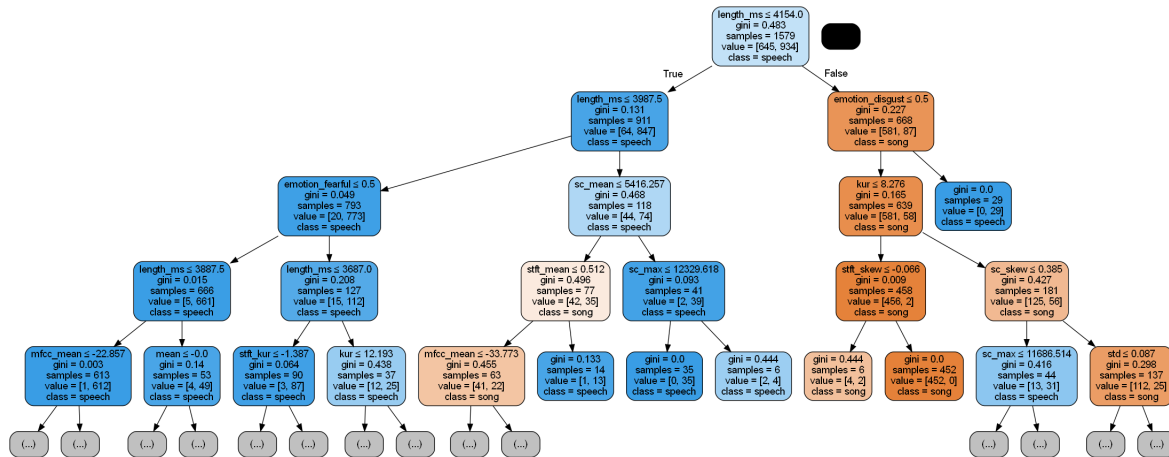 length_ms ≤ 4154.0
gini = 0.483
samples = 1579
value = [645, 934]
class = speech
True
False
length_ms ≤ 3987.5
gini = 0.131
samples = 911
value = [64, 847]
class = speech
emotion_disgust ≤ 0.5
gini = 0.227
samples = 668
value = [581, 87]
class = song
emotion_fearful ≤ 0.5
gini = 0.049
samples = 793
value = [20, 773]
class = speech
sc_mean ≤ 5416.257
gini = 0.468
samples = 118
value = [44, 74]
class = speech
kur ≤ 8.276
gini = 0.165
samples = 639
value = [581, 58]
class = song
gini = 0.0
samples = 29
value = [0, 29]
class = speech
length_ms ≤ 3887.5
gini = 0.015
samples = 666
value = [5, 661]
class = speech
length_ms ≤ 3687.0
gini = 0.208
samples = 127
value = [15, 112]
class = speech
stft_mean ≤ 0.512
gini = 0.496
samples = 77
value = [42, 35]
class = song
sc_max ≤ 12329.618
gini = 0.093
samples = 41
value = [2, 39]
class = speech
stft_skew ≤ -0.066
gini = 0.009
samples = 458
value = [456, 2]
class = song
sc_skew ≤ 0.385
gini = 0.427
samples = 181
value = [125, 56]
class = song
mfcc_mean ≤ -22.857
gini = 0.003
samples = 613
value = [1, 612]
class = speech
mean ≤ -0.0
gini = 0.14
samples = 53
value = [4, 49]
class = speech
stft_kur ≤ -1.387
gini = 0.064
samples = 90
value = [3, 87]
class = speech
kur ≤ 12.193
gini = 0.438
samples = 37
value = [12, 25]
class = speech
mfcc_mean ≤ -33.773
gini = 0.455
samples = 63
value = [41, 22]
class = song
gini = 0.133
samples = 14
value = [1, 13]
class = speech
gini = 0.0
samples = 35
value = [0, 35]
class = speech
gini = 0.444
samples = 6
value = [2, 4]
class = speech
gini = 0.444
samples = 6
value = [4, 2]
class = song
gini = 0.0
samples = 452
value = [452, 0]
class = song
sc_max ≤ 11686.514
gini = 0.416
samples = 44
value = [13, 31]
class = speech
std ≤ 0.087
gini = 0.298
samples = 137
value = [112, 25]
class = song
(...)
(...)
(...)
(...)
(...)
(...)
(...)
(...)
(...)
(...)
(...)
(...)
(...)
(...)